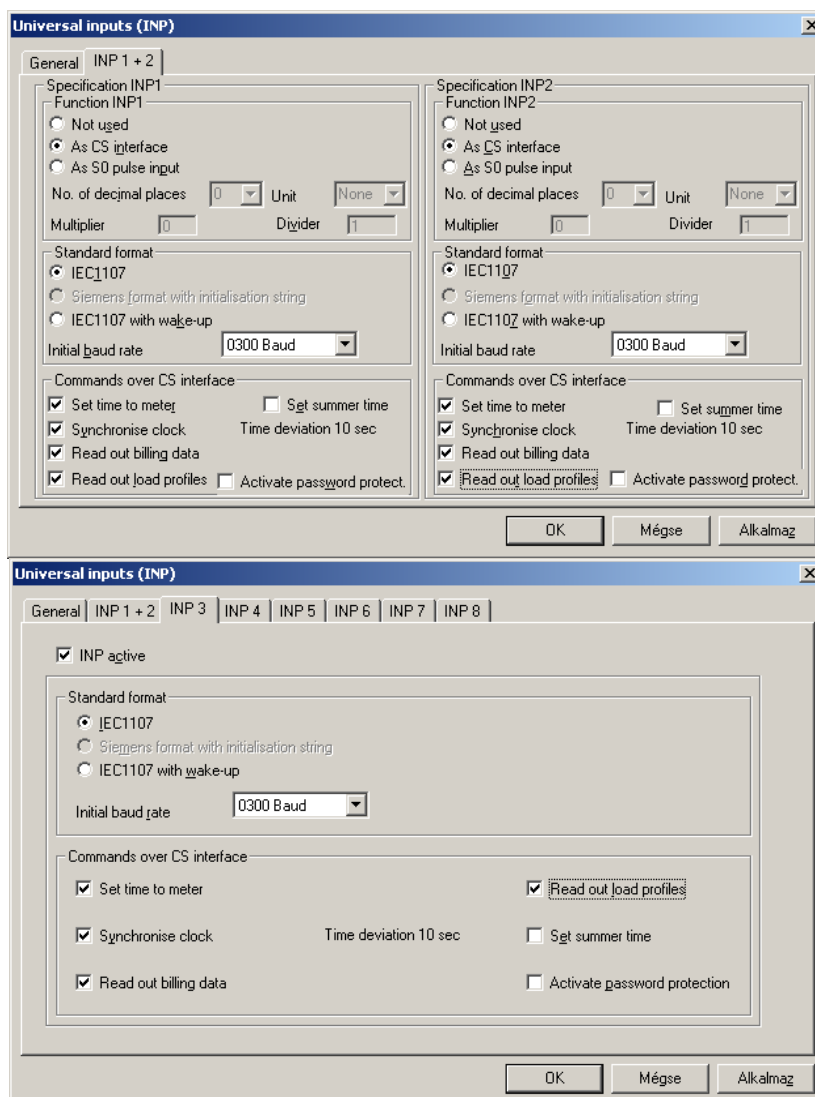 Universal inputs (INP)
General INP 1 + 2
Specification INP1
Function INP1
Not used
As CS interface
As S0 pulse input
No. of decimal places 0 Unit None
Multiplier 0 Divider 1
Standard format
IEC1107
Siemens format with initialisation string
IEC1107 with wake-up
Initial baud rate 0300 Baud
Commands over CS interface
Set time to meter Set summer time
Synchronise clock Time deviation 10 sec
Read out billing data
Read out load profiles Activate password protect.
Specification INP2
Function INP2
Not used
As CS interface
As S0 pulse input
No. of decimal places 0 Unit None
Multiplier 0 Divider 1
Standard format
IEC1107
Siemens format with initialisation string
IEC1107 with wake-up
Initial baud rate 0300 Baud
Commands over CS interface
Set time to meter Set summer time
Synchronise clock Time deviation 10 sec
Read out billing data
Read out load profiles Activate password protect.
OK Mégse Alkalmaz
Universal inputs (INP)
General INP 1 + 2 INP 3 INP 4 INP 5 INP 6 INP 7 INP 8
INP active
Standard format
IEC1107
Siemens format with initialisation string
IEC1107 with wake-up
Initial baud rate 0300 Baud
Commands over CS interface
Set time to meter Read out load profiles
Synchronise clock Time deviation 10 sec Set summer time
Read out billing data Activate password protection
OK Mégse Alkalmaz